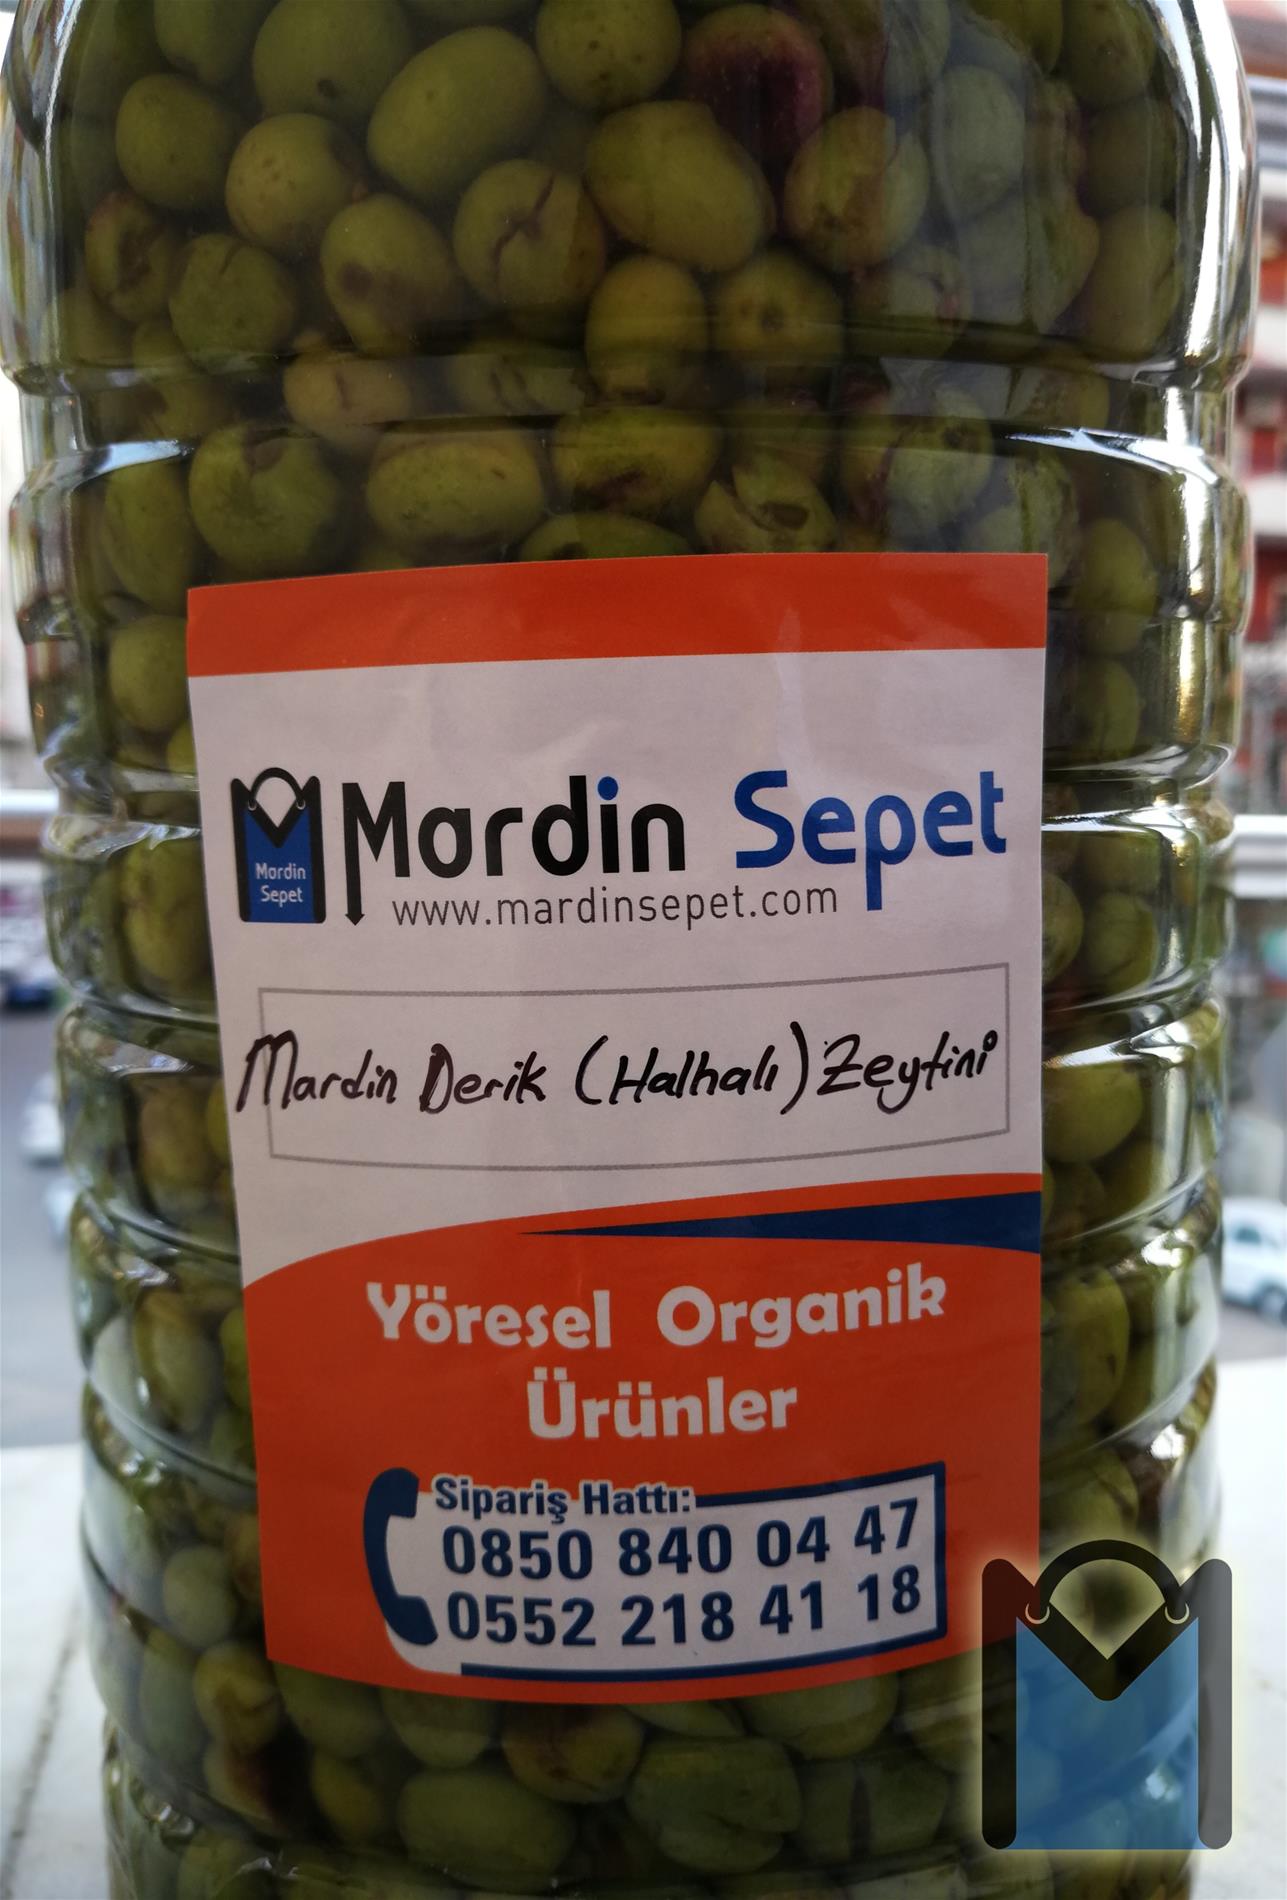 Mardin
Sepet
Mardin Sepet
www.mardinsepet.com
Mardin Derik (Halhalı) Zeytini
Yöresel Organik
Ürünler
Sipariş Hattı:
0850 840 04 47
0552 218 41 18